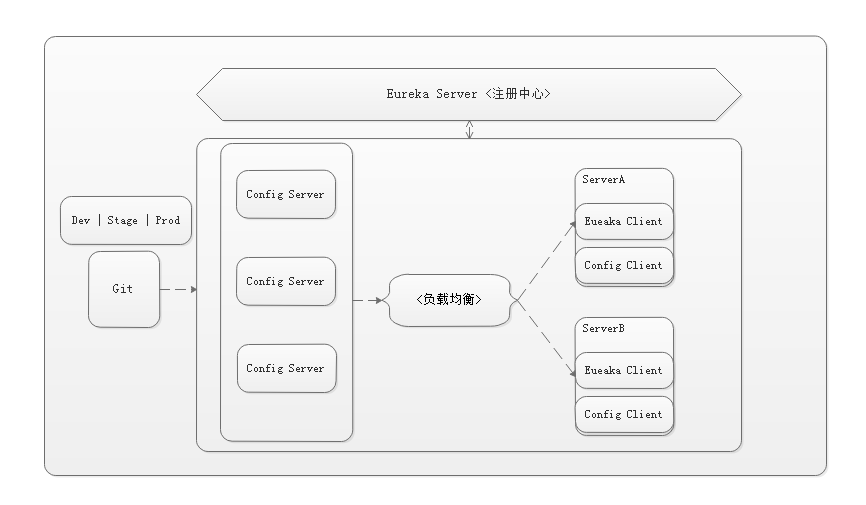 Eureka Server <注册中心>
Dev | Stage | Prod
Git
Config Server
Config Server
Config Server
<负载均衡>
ServerA
Eueaka Client
Config Client
ServerB
Eueaka Client
Config Client